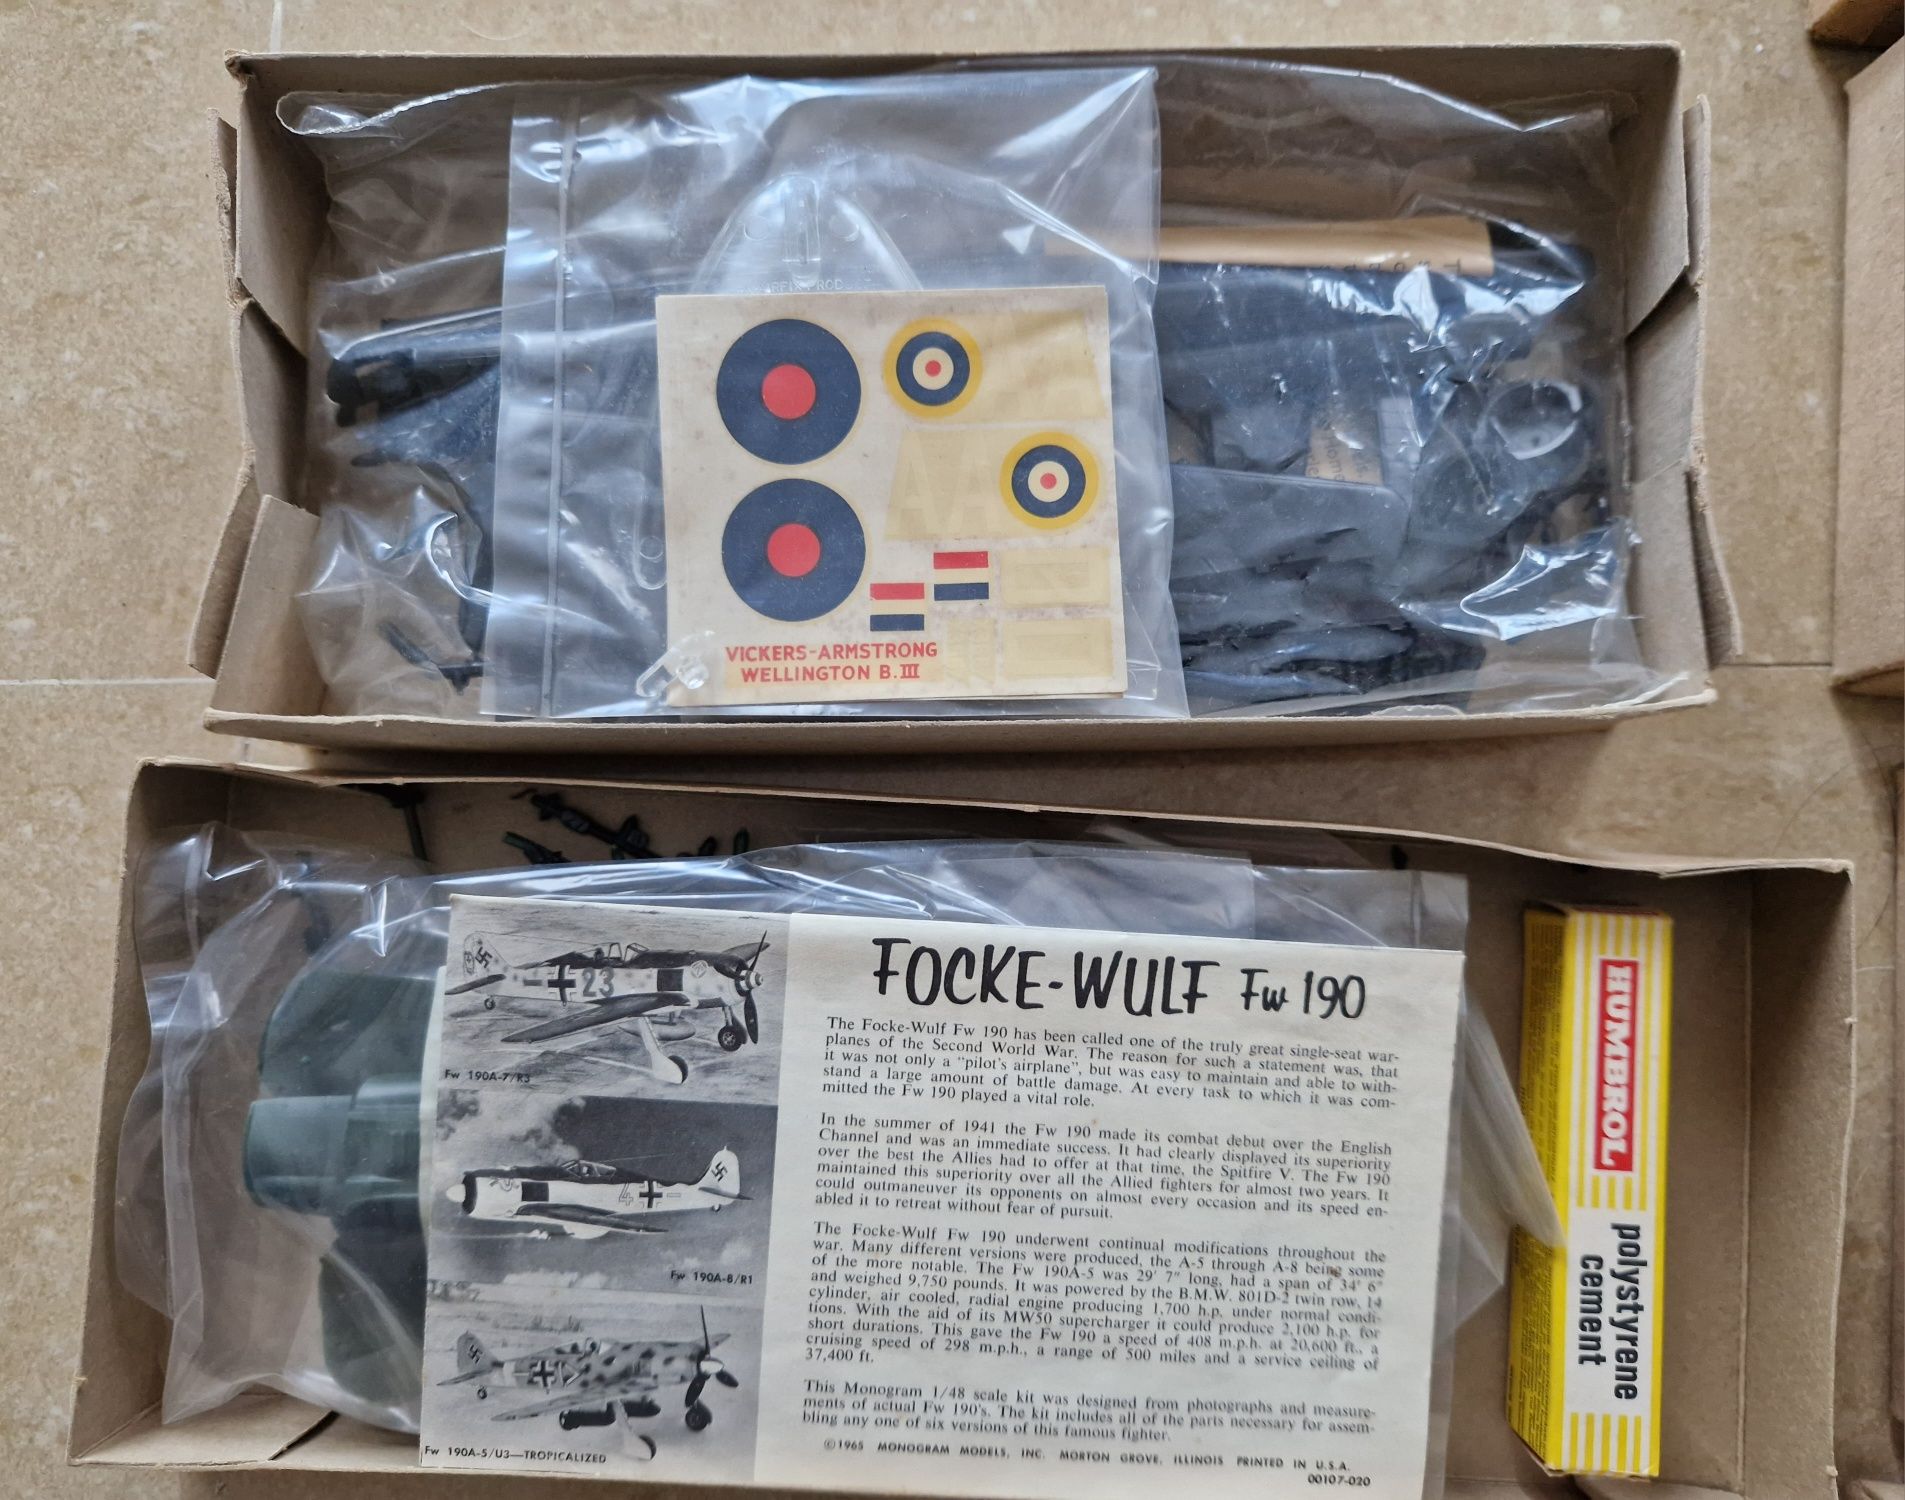 AIRFIX PROD
VICKERS-ARMSTRONG
WELLINGTON B.III
AA
FOCKE-WULF Fw 190
23
Fw 190A-7/R3
4
Fw 190A-8/R1
Fw 190A-5/U3—TROPICALIZED
The Focke-Wulf Fw 190 has been called one of the truly great single-seat war-
planes of the Second World War. The reason for such a statement was, that
it was not only a "pilot's airplane", but was easy to maintain and able to with-
stand a large amount of battle damage. At every task to which it was com-
mitted the Fw 190 played a vital role.
In the summer of 1941 the Fw 190 made its combat debut over the English
Channel and was an immediate success. It had clearly displayed its superiority
over the best the Allies had to offer at that time, the Spitfire V. The Fw 190
maintained this superiority over all the Allied fighters for almost two years. It
could outmaneuver its opponents on almost every occasion and its speed en-
abled it to retreat without fear of pursuit.
The Focke-Wulf Fw 190 underwent continual modifications throughout the
war. Many different versions were produced, the A-5 through A-8 being some
of the more notable. The Fw 190A-5 was 29' 7" long, had a span of 34' 6"
and weighed 9,750 pounds. It was powered by the B.M.W. 801D-2 twin row, 14
cylinder, air cooled, radial engine producing 1,700 h.p. under normal condi-
tions. With the aid of its MW50 supercharger it could produce 2,100 h.p. for
short durations. This gave the Fw 190 a speed of 408 m.p.h. at 20,600 ft., a
cruising speed of 298 m.p.h., a range of 500 miles and a service ceiling of
37,400 ft.
This Monogram 1/48 scale kit was designed from photographs and measure-
ments of actual Fw 190's. The kit includes all of the parts necessary for assem-
bling any one of six versions of this famous fighter.
©1965 MONOGRAM MODELS, INC. MORTON GROVE, ILLINOIS PRINTED IN U.S.A.
00107-020
HUMBROL
polystyrene
cement